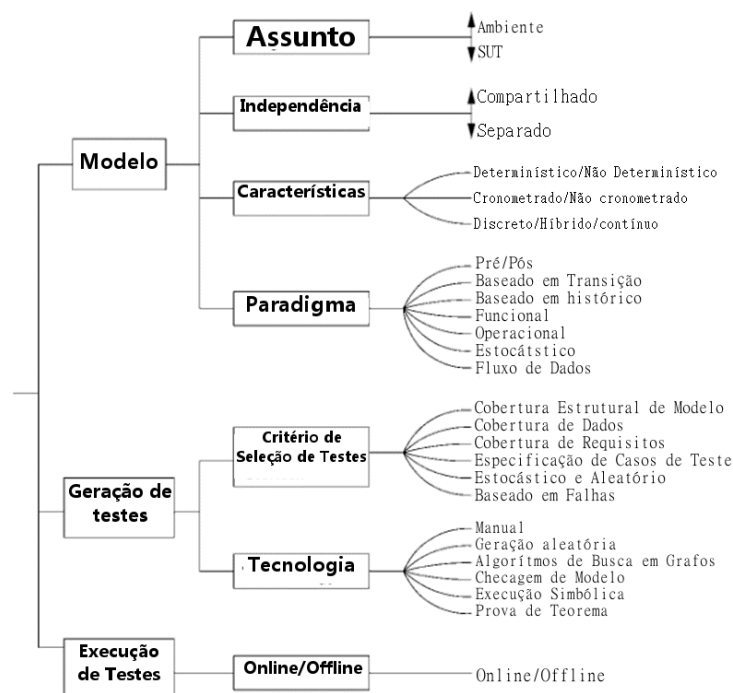 Assunto
Ambiente
SUT
Independência
Compartilhado
Separado
Modelo
Características
Determinístico/Não Determinístico
Cronometrado/Não cronometrado
Discreto/Híbrido/contínuo
Paradigma
Pré/Pós
Baseado em Transição
Baseado em histórico
Funcional
Operacional
Estocátstico
Fluxo de Dados
Geração de
testes
Critério de
Seleção de Testes
Cobertura Estrutural de Modelo
Cobertura de Dados
Cobertura de Requisitos
Especificação de Casos de Teste
Estocástico e Aleatório
Baseado em Falhas
Tecnologia
Manual
Geração aleatória
Algorítmos de Busca em Grafos
Checagem de Modelo
Execução Simbólica
Prova de Teorema
Execução
de Testes
Online/Offline
Online/Offline